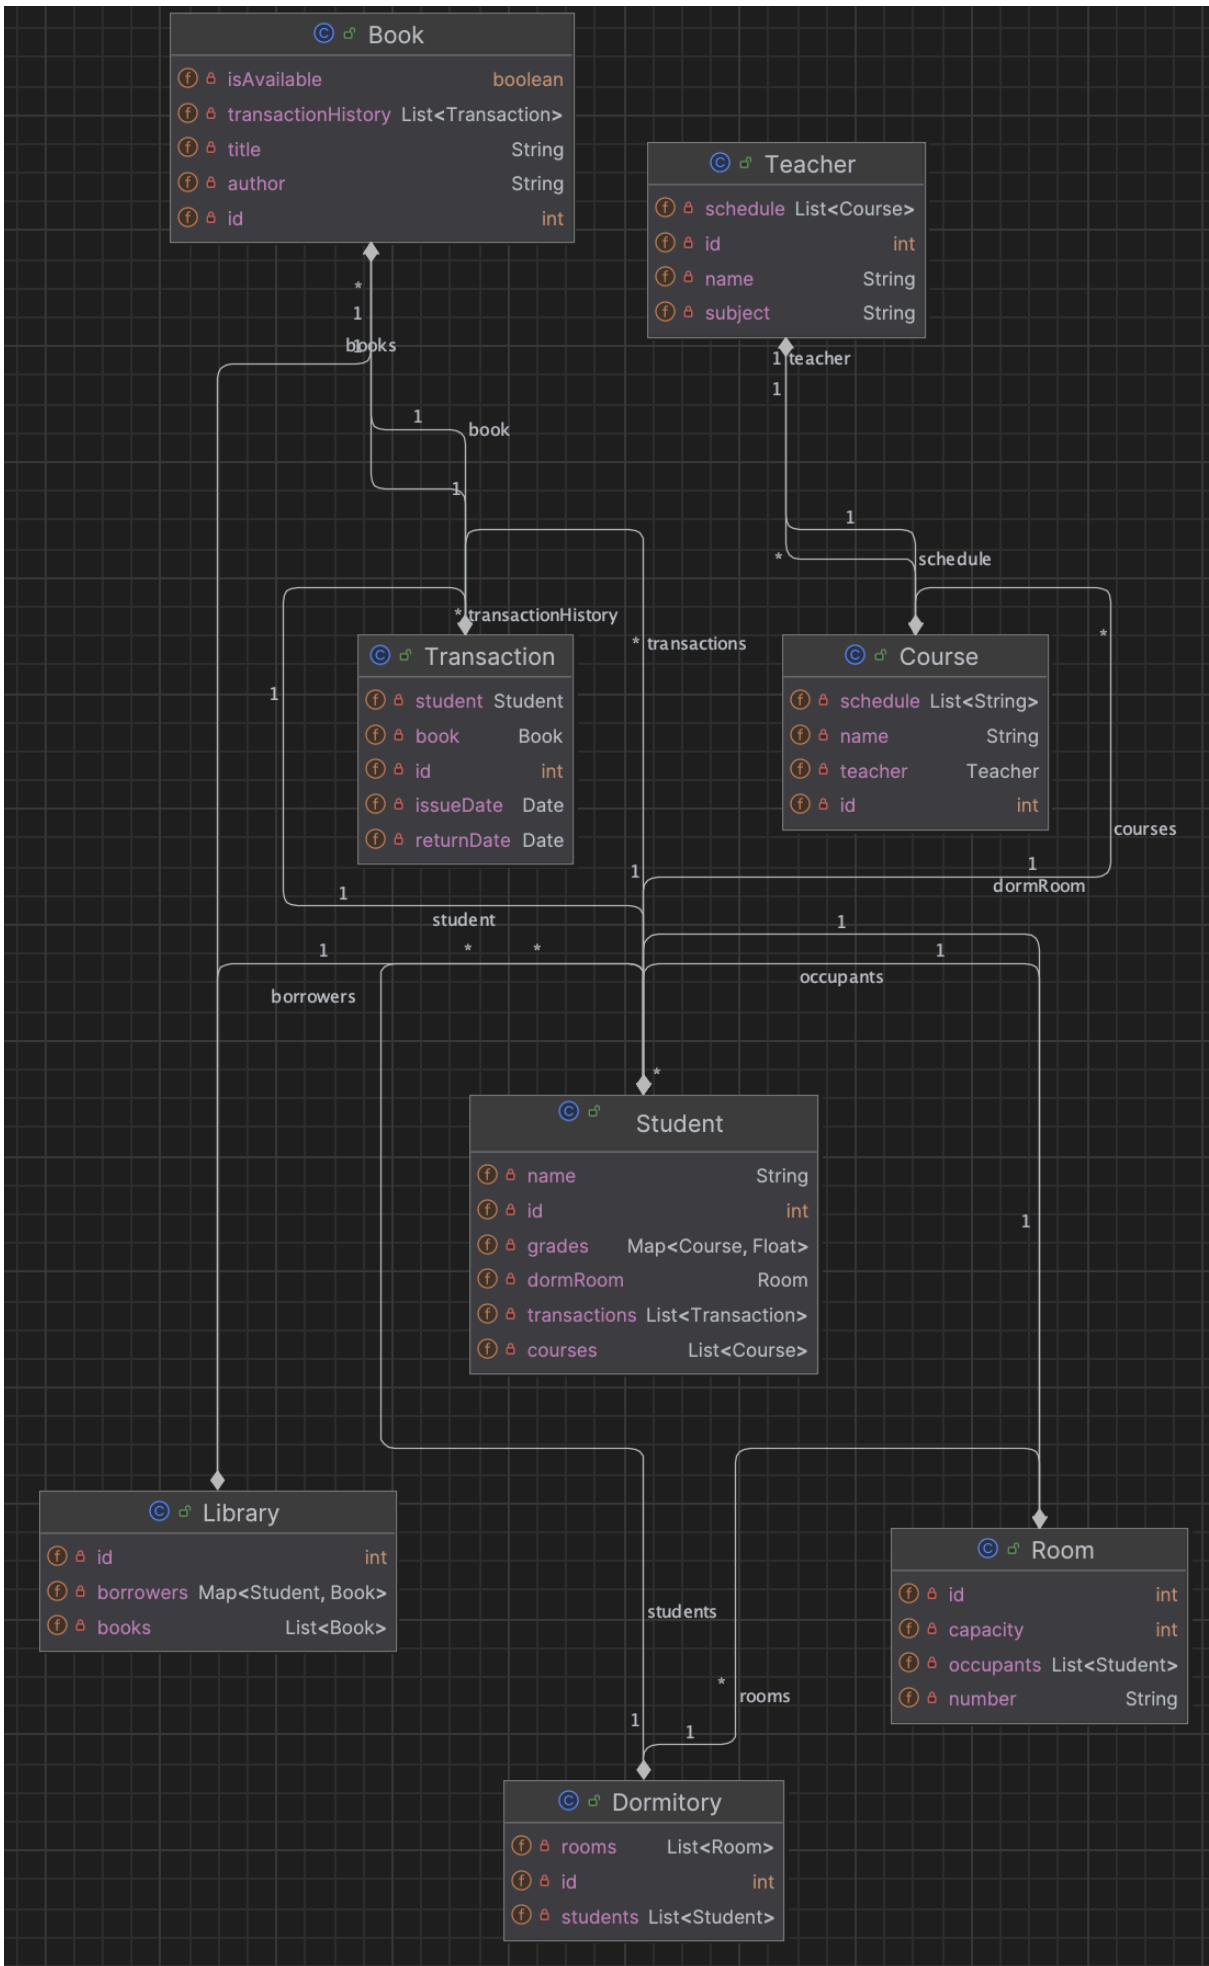 Book
isAvailable boolean
transactionHistory List<Transaction>
title String
author String
id int
Teacher
schedule List<Course>
id int
name String
subject String
*
1
1
books
1 teacher
1
1
book
1
1
*
schedule
* transactionHistory
* transactions
*
1
Transaction
student Student
book Book
id int
issueDate Date
returnDate Date
Course
schedule List<String>
name String
teacher Teacher
id int
courses
1
1
dormRoom
1
student
1
1
*
*
1
occupants
borrowers
*
Student
name String
id int
grades Map<Course, Float>
dormRoom Room
transactions List<Transaction>
courses List<Course>
1
Library
id int
borrowers Map<Student, Book>
books List<Book>
Room
id int
capacity int
occupants List<Student>
number String
students
*
rooms
1
1
Dormitory
rooms List<Room>
id int
students List<Student>